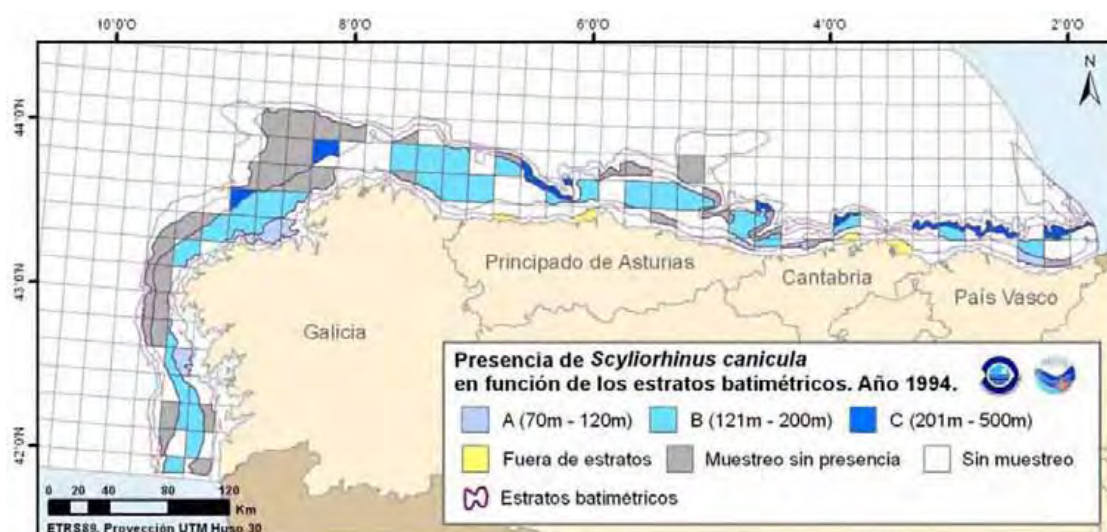 10°0'O 8°0'O 6°0'O 4°0'O 2°0'O
N
44°0'N
43°0'N
42°0'N
Principado de Asturias
Cantabria
País Vasco
Galicia
Presencia de Scyliorhinus canicula
en función de los estratos batimétricos. Año 1994.
A (70m - 120m) B (121m - 200m) C (201m - 500m)
Fuera de estratos Muestreo sin presencia Sin muestreo
Estratos batimétricos
0 20 40 80 120
Km
ETRS89. Proyección UTM Huso 30